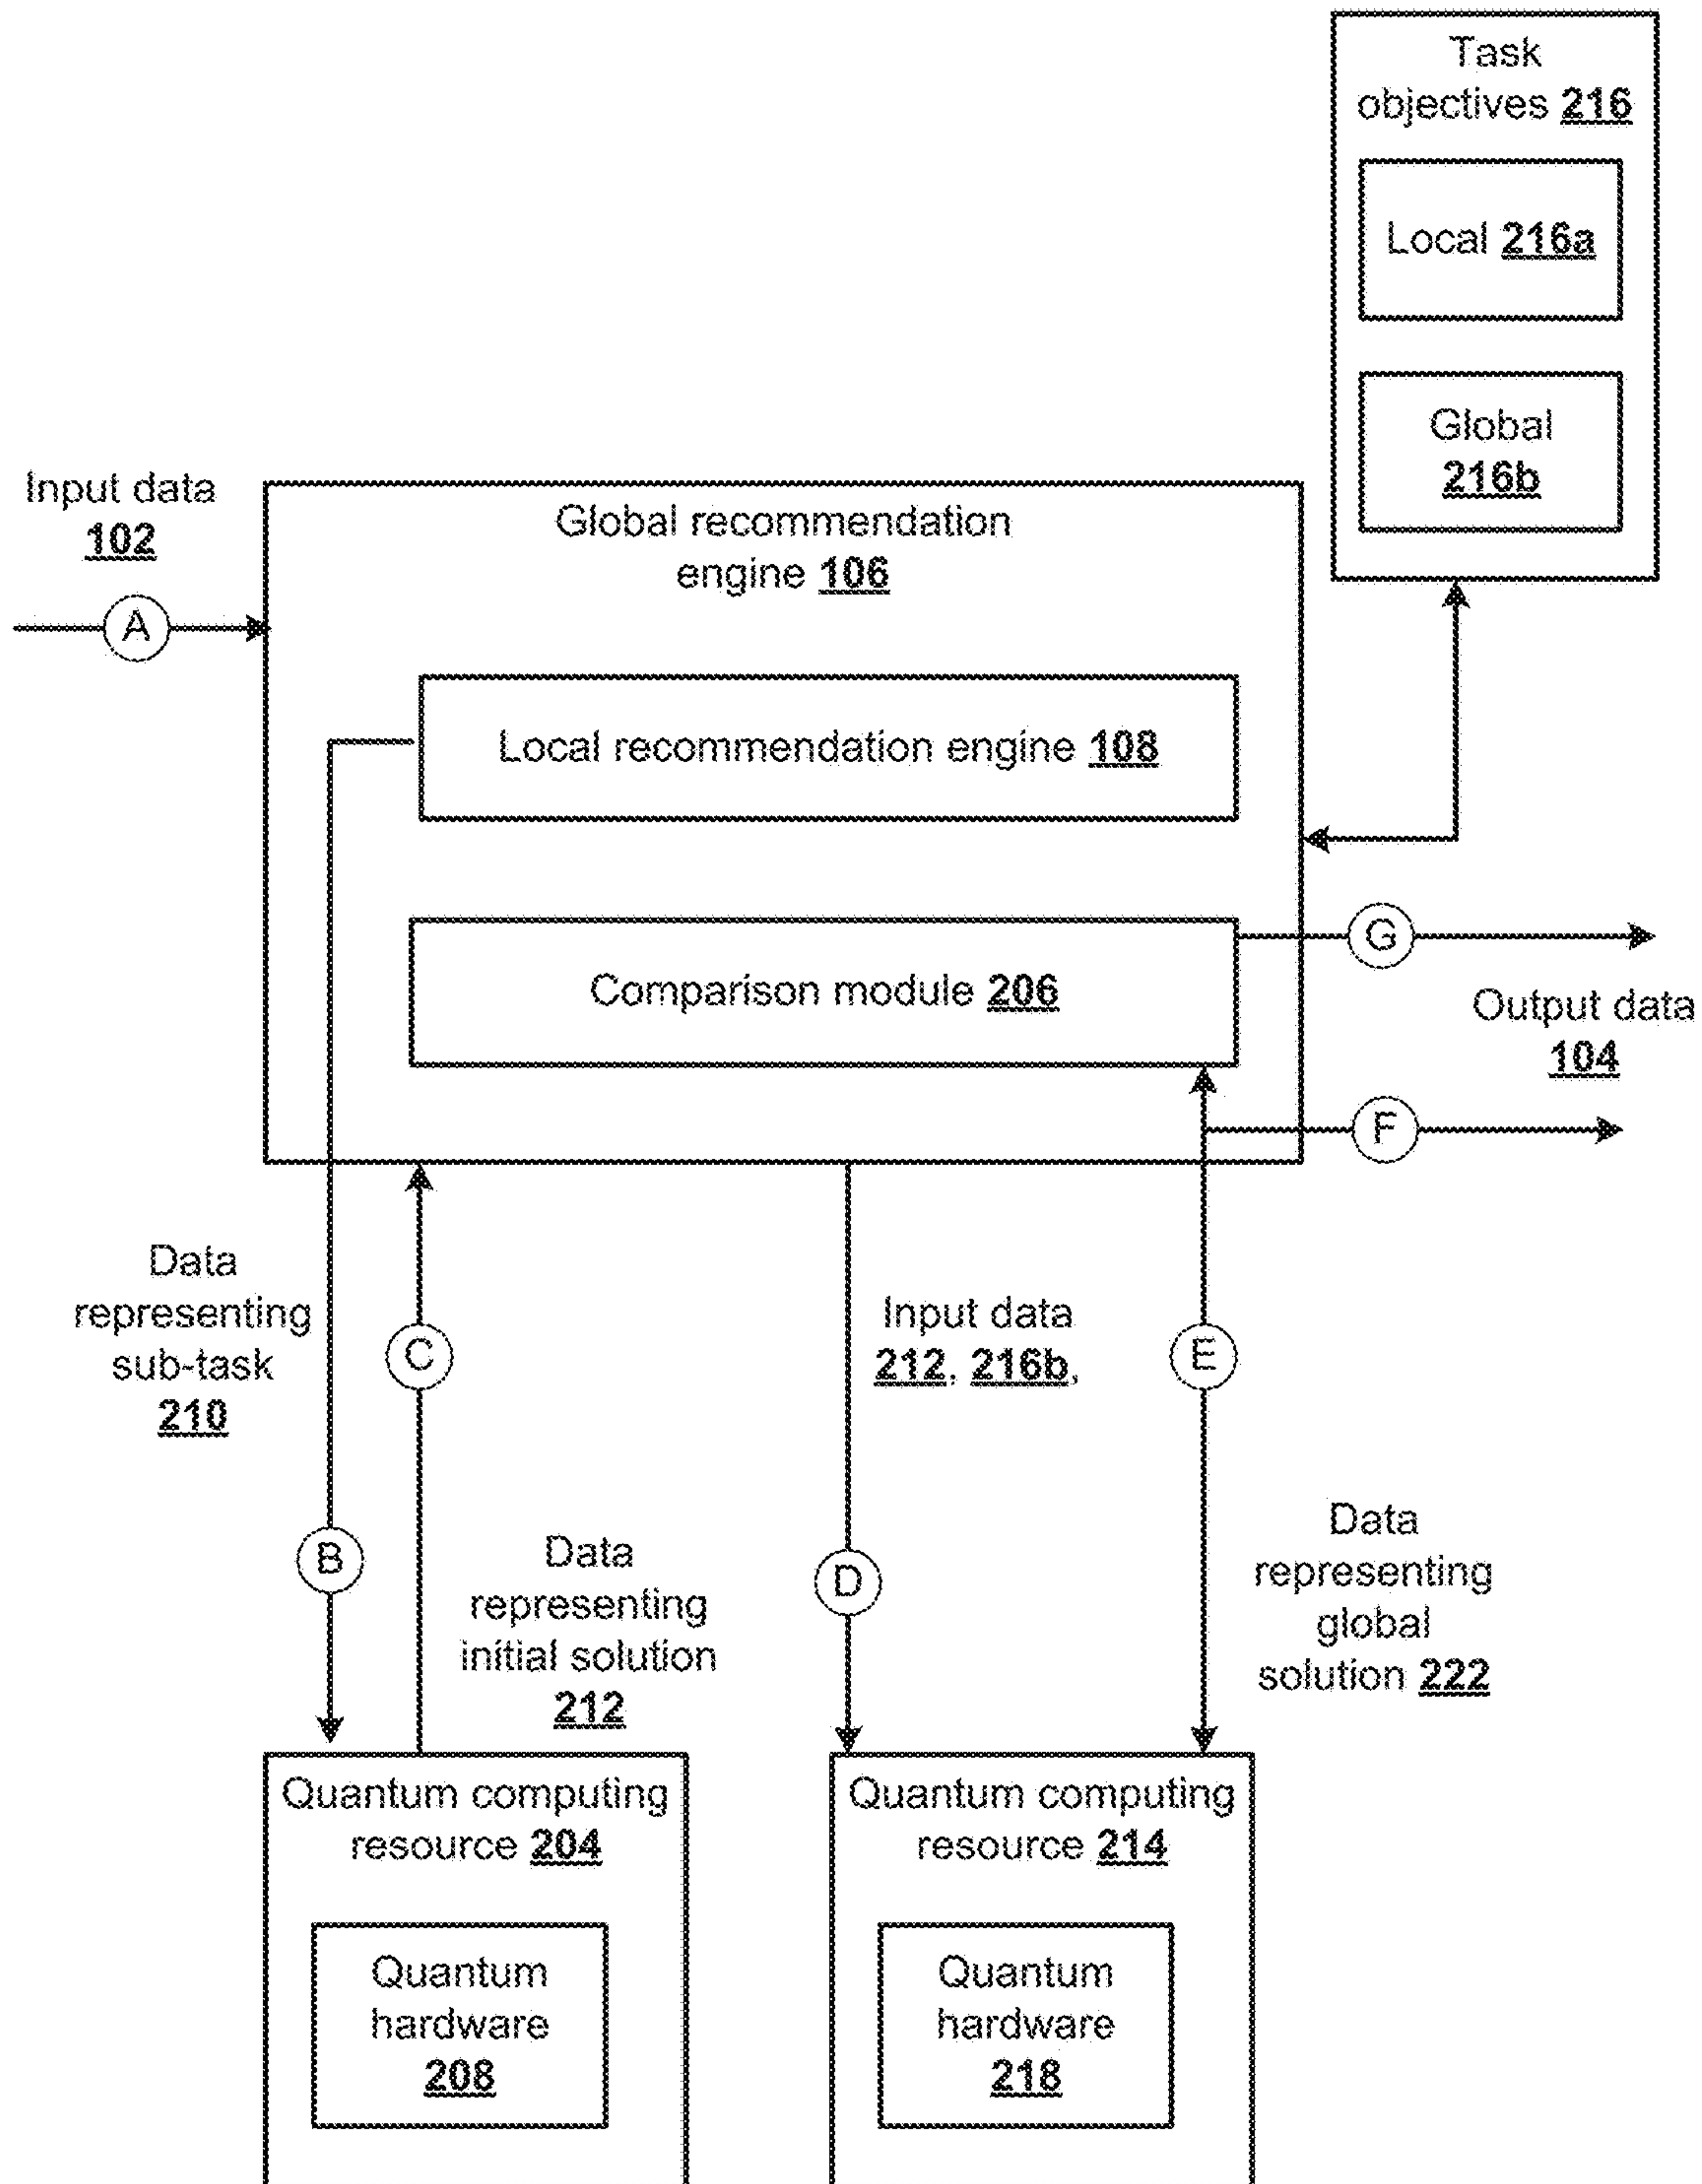 Task
objectives 216
Local 216a
Global
216b
Input data
102
A
Global recommendation
engine 106
Local recommendation engine 108
Comparison module 206
G
Output data
104
F
Data
representing
sub-task
210
C
Input data
212, 216b,
E
B
Data
representing
initial solution
212
D
Data
representing
global
solution 222
Quantum computing
resource 204
Quantum
hardware
208
Quantum computing
resource 214
Quantum
hardware
218